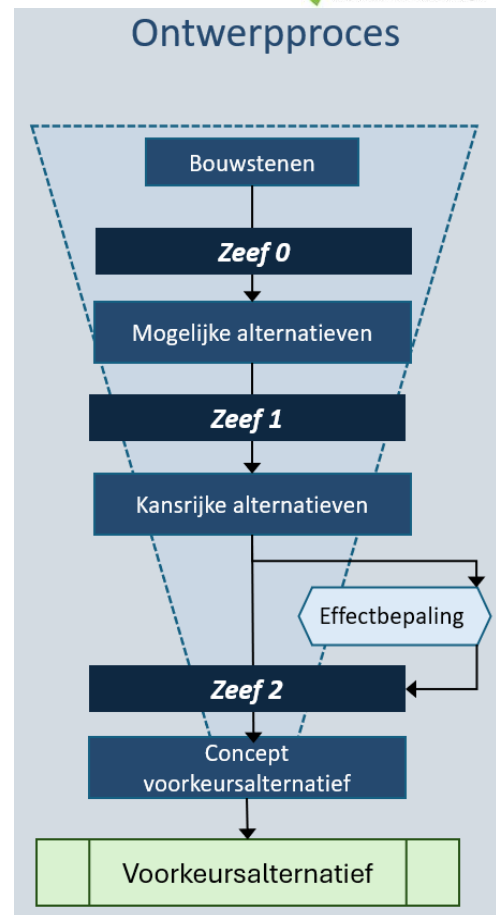 Ontwerpproces
Bouwstenen
Zeef 0
Mogelijke alternatieven
Zeef 1
Kansrijke alternatieven
Effectbepaling
Zeef 2
Concept
voorkeursalternatief
Voorkeursalternatief